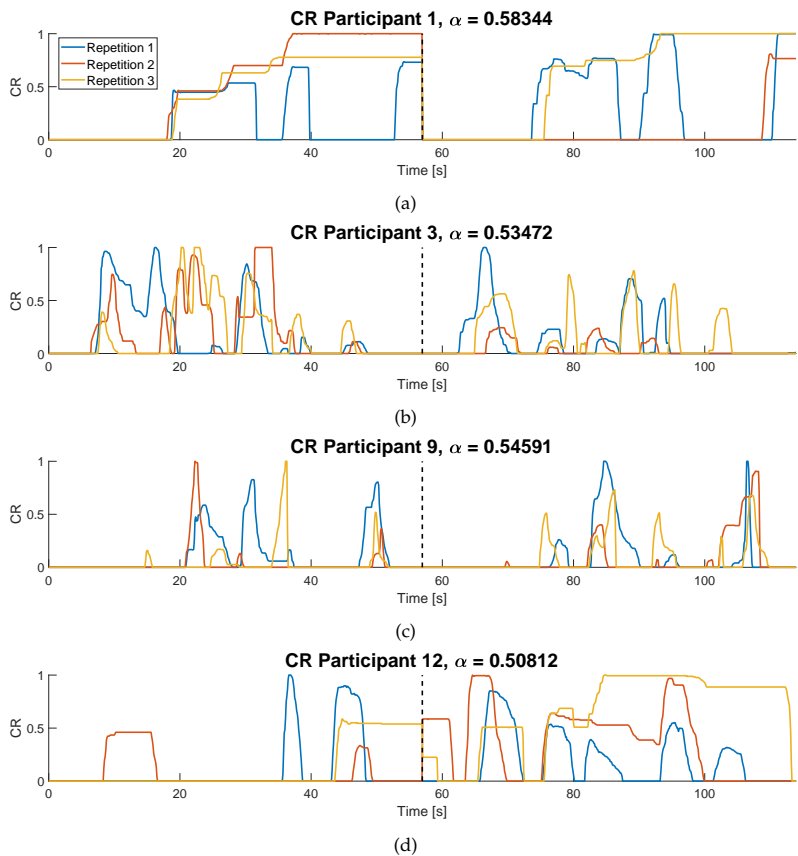 CR Participant 1, α = 0.58344
1
0.5
0
CR
Repetition 1
Repetition 2
Repetition 3
0 20 40 60 80 100
Time [s]
(a)
CR Participant 3, α = 0.53472
1
0.5
0
CR
0 20 40 60 80 100
Time [s]
(b)
CR Participant 9, α = 0.54591
1
0.5
0
CR
0 20 40 60 80 100
Time [s]
(c)
CR Participant 12, α = 0.50812
1
0.5
0
CR
0 20 40 60 80 100
Time [s]
(d)